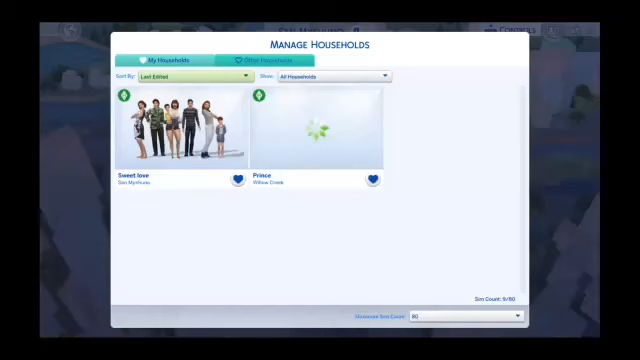 MANAGE HOUSEHOLDS
My Households
Other Households
Sort By: Last Edited
Show: All Households
Sweet love
San Myshuno
Prince
Willow Creek
Sim Count: 9/80
Maximum Sim Count: 80
CONTROLS